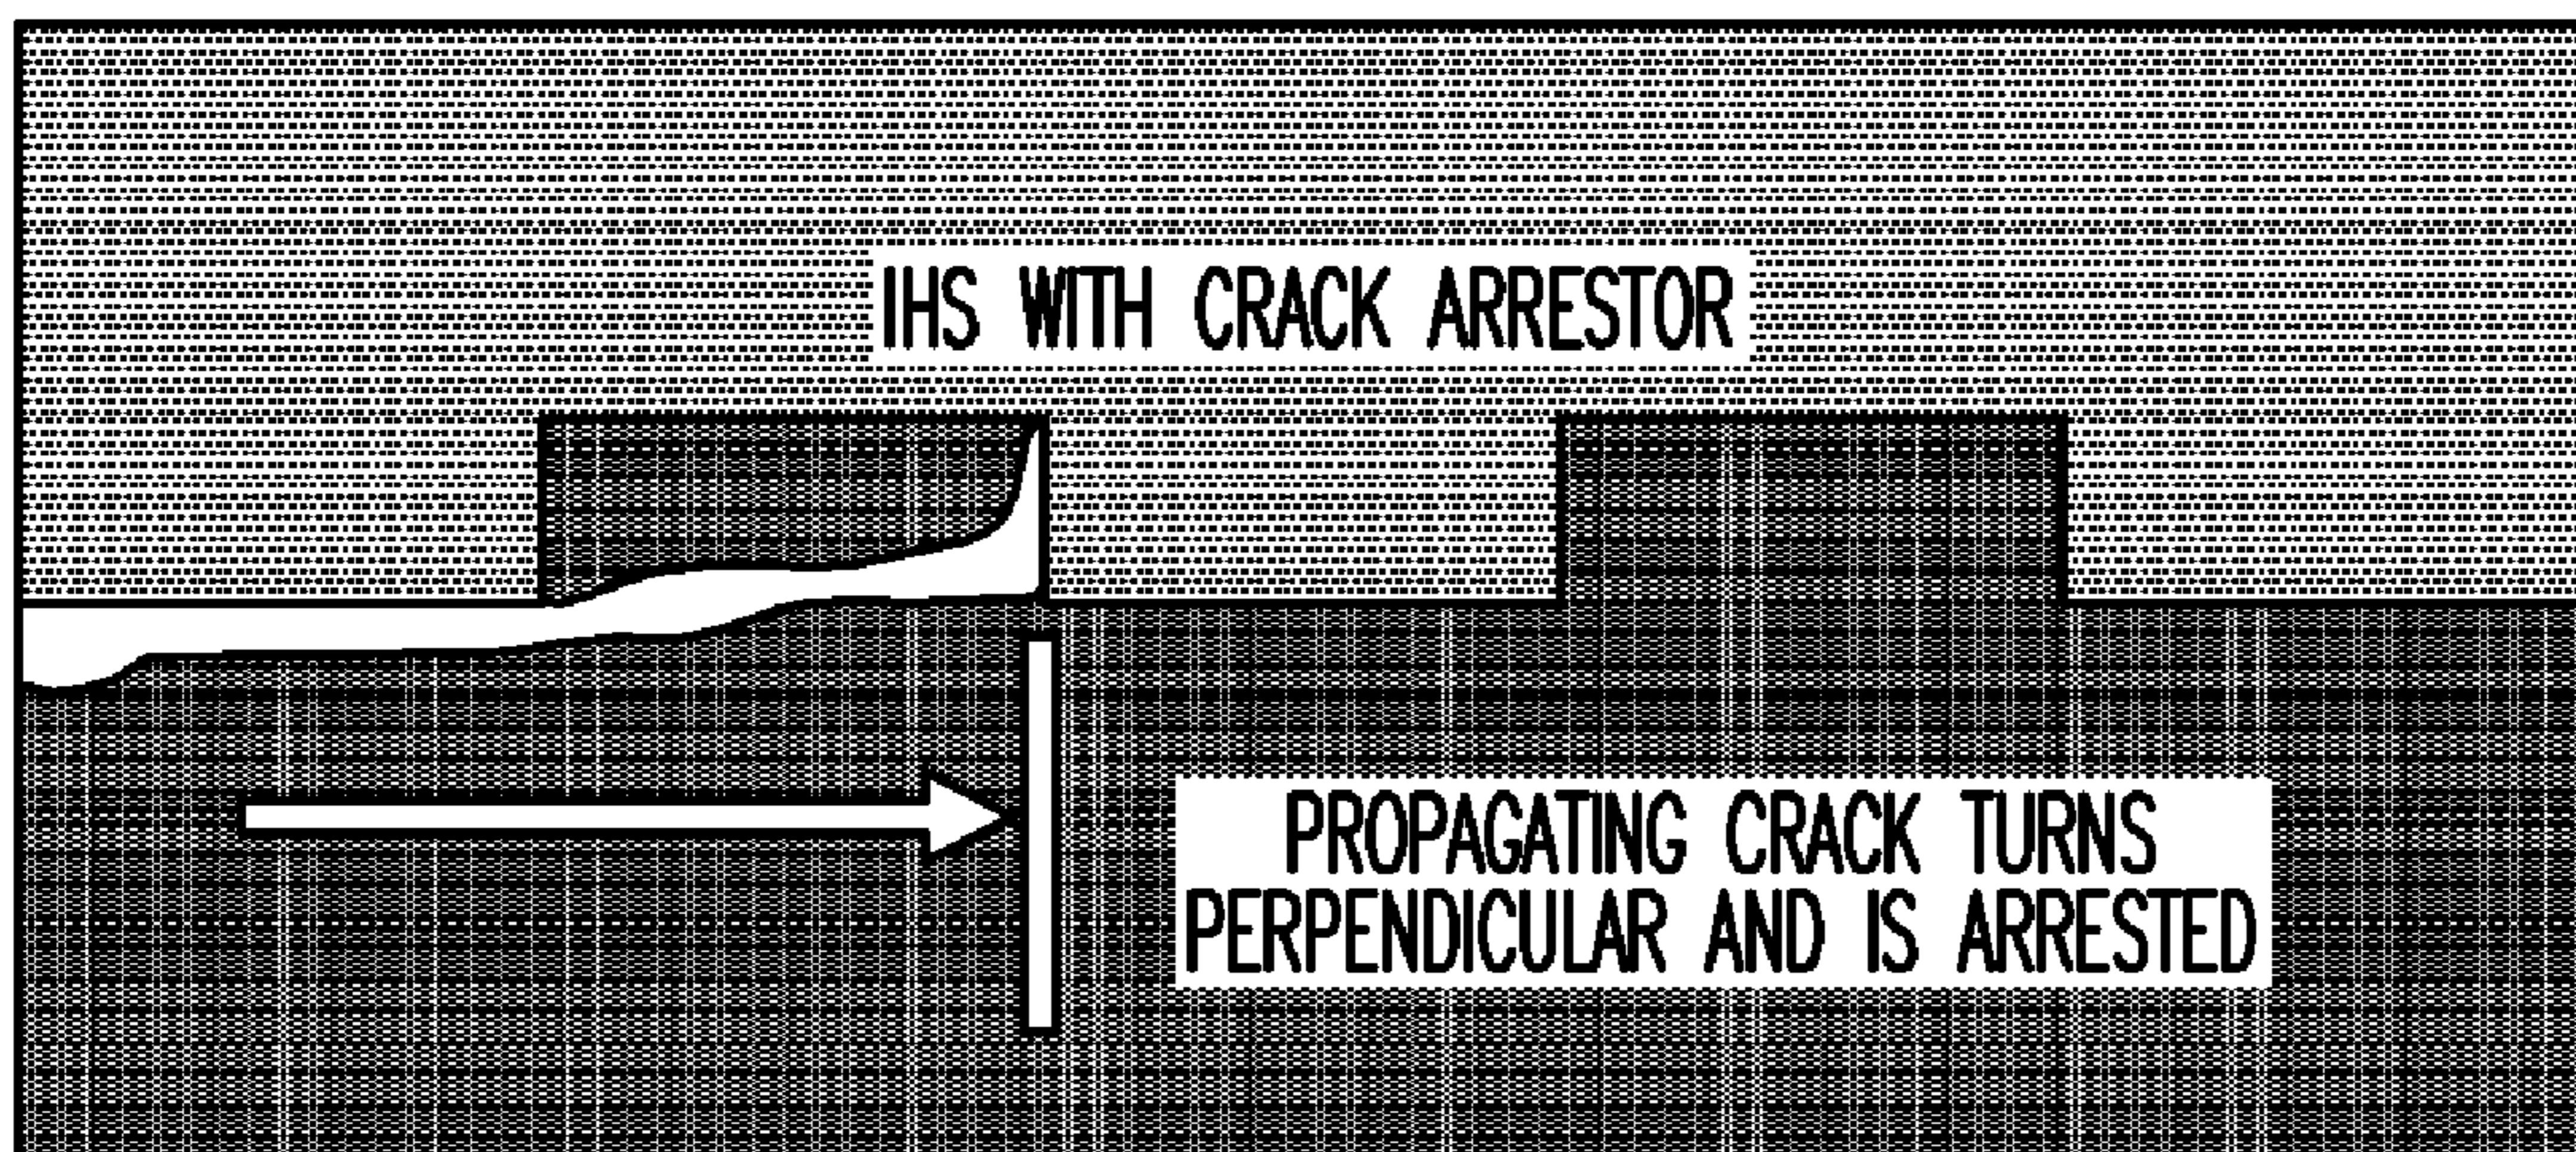 IHS WITH CRACK ARRESTOR
PROPAGATING CRACK TURNS
PERPENDICULAR AND IS ARRESTED